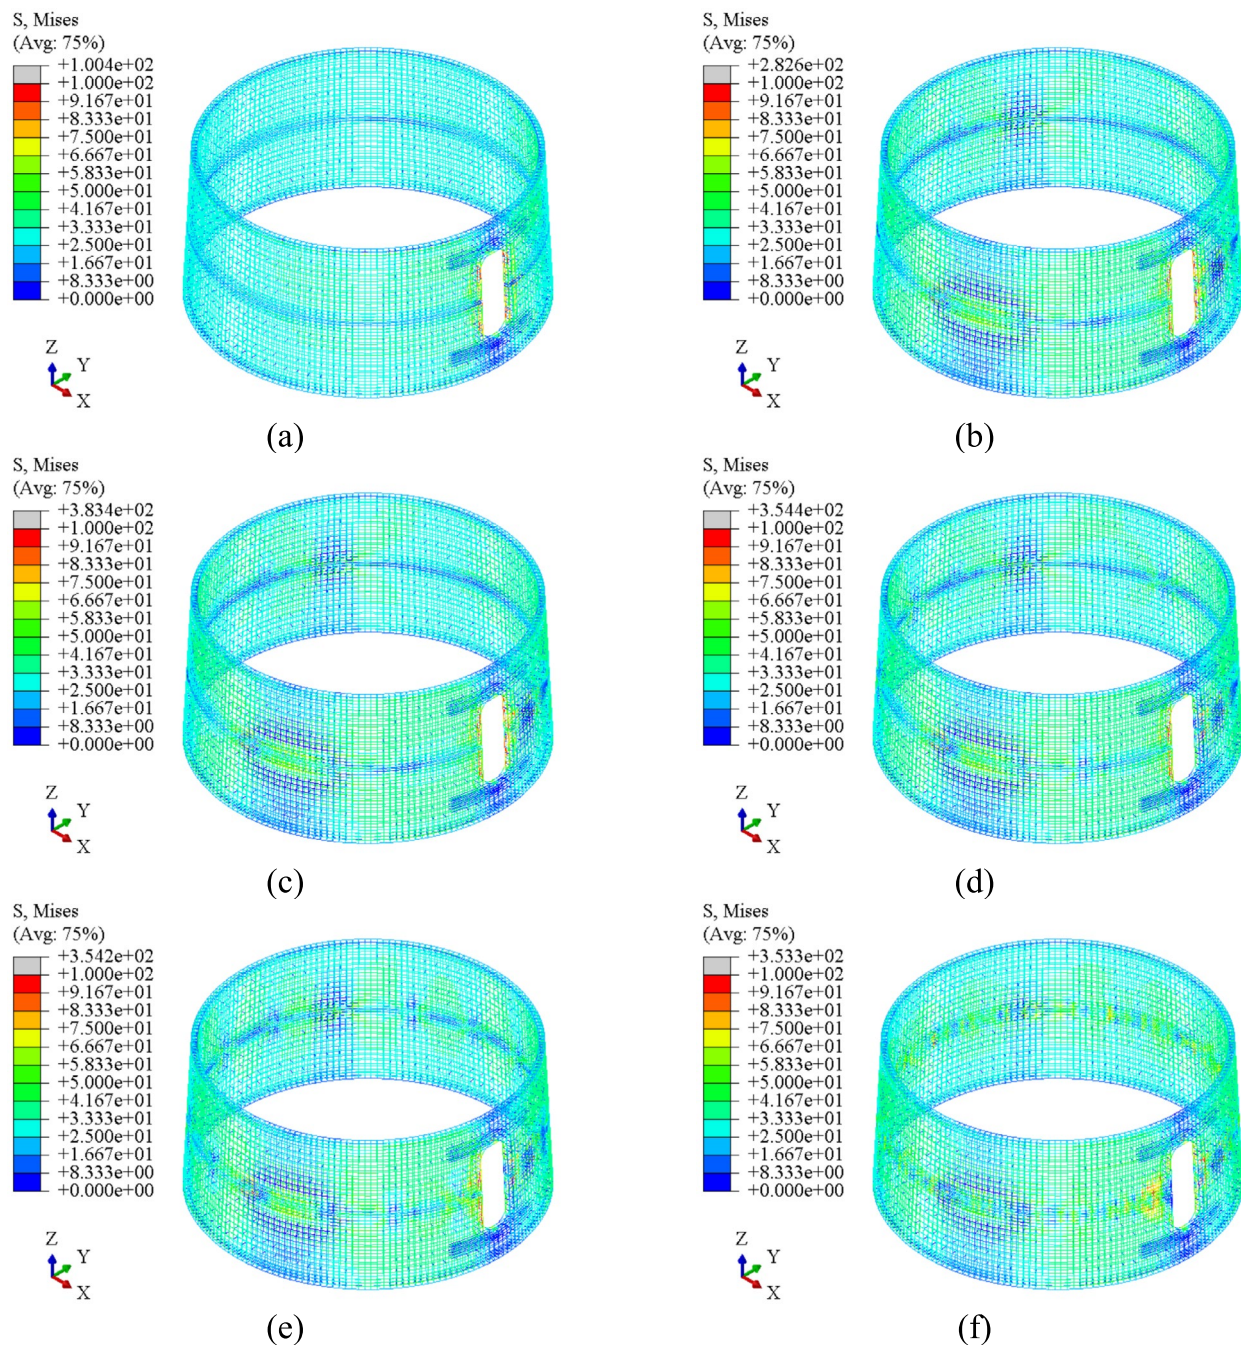 S, Mises
(Avg: 75%)
+1.004e+02
+1.000e+02
+9.167e+01
+8.333e+01
+7.500e+01
+6.667e+01
+5.833e+01
+5.000e+01
+4.167e+01
+3.333e+01
+2.500e+01
+1.667e+01
+8.333e+00
+0.000e+00
Z
Y
X
(a)
S, Mises
(Avg: 75%)
+2.826e+02
+1.000e+02
+9.167e+01
+8.333e+01
+7.500e+01
+6.667e+01
+5.833e+01
+5.000e+01
+4.167e+01
+3.333e+01
+2.500e+01
+1.667e+01
+8.333e+00
+0.000e+00
Z
Y
X
(b)
S, Mises
(Avg: 75%)
+3.834e+02
+1.000e+02
+9.167e+01
+8.333e+01
+7.500e+01
+6.667e+01
+5.833e+01
+5.000e+01
+4.167e+01
+3.333e+01
+2.500e+01
+1.667e+01
+8.333e+00
+0.000e+00
Z
Y
X
(c)
S, Mises
(Avg: 75%)
+3.544e+02
+1.000e+02
+9.167e+01
+8.333e+01
+7.500e+01
+6.667e+01
+5.833e+01
+5.000e+01
+4.167e+01
+3.333e+01
+2.500e+01
+1.667e+01
+8.333e+00
+0.000e+00
Z
Y
X
(d)
S, Mises
(Avg: 75%)
+3.542e+02
+1.000e+02
+9.167e+01
+8.333e+01
+7.500e+01
+6.667e+01
+5.833e+01
+5.000e+01
+4.167e+01
+3.333e+01
+2.500e+01
+1.667e+01
+8.333e+00
+0.000e+00
Z
Y
X
(e)
S, Mises
(Avg: 75%)
+3.533e+02
+1.000e+02
+9.167e+01
+8.333e+01
+7.500e+01
+6.667e+01
+5.833e+01
+5.000e+01
+4.167e+01
+3.333e+01
+2.500e+01
+1.667e+01
+8.333e+00
+0.000e+00
Z
Y
X
(f)